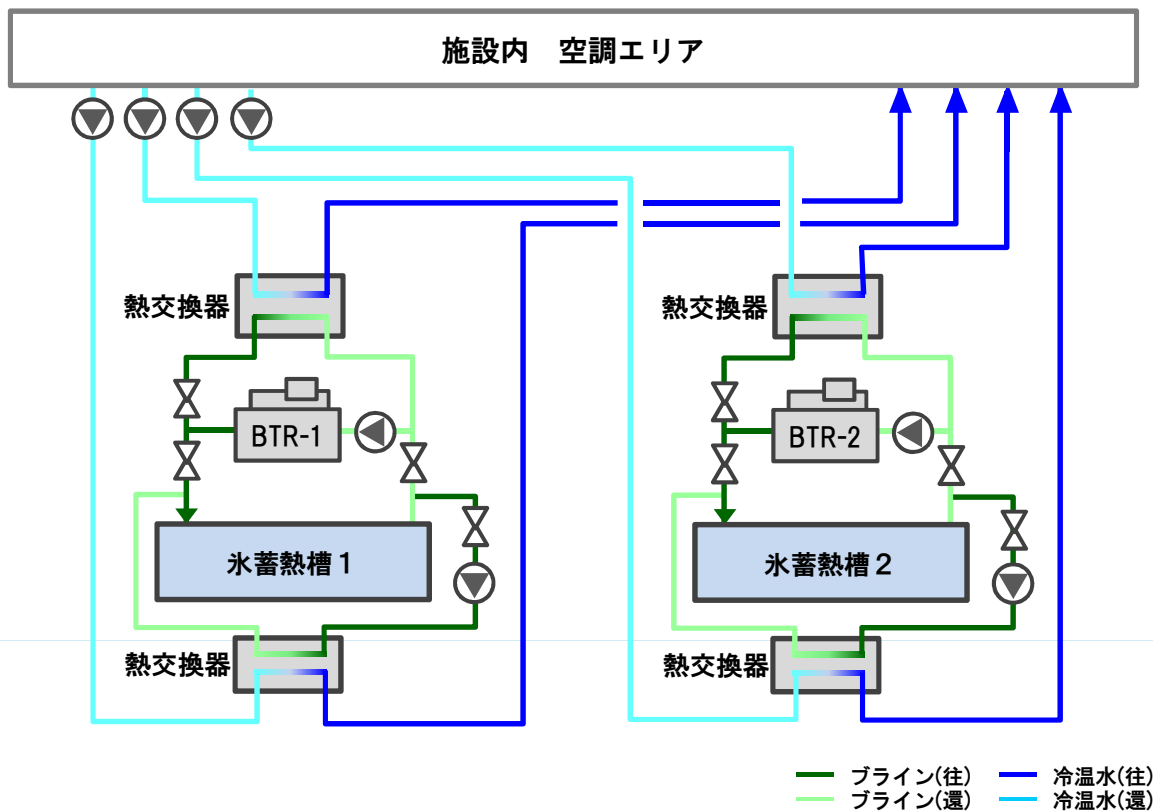 施設内　空調エリア
熱交換器
熱交換器
BTR-1
BTR-2
氷蓄熱槽１
氷蓄熱槽２
熱交換器
熱交換器
ブライン(往)
冷温水(往)
ブライン(還)
冷温水(還)